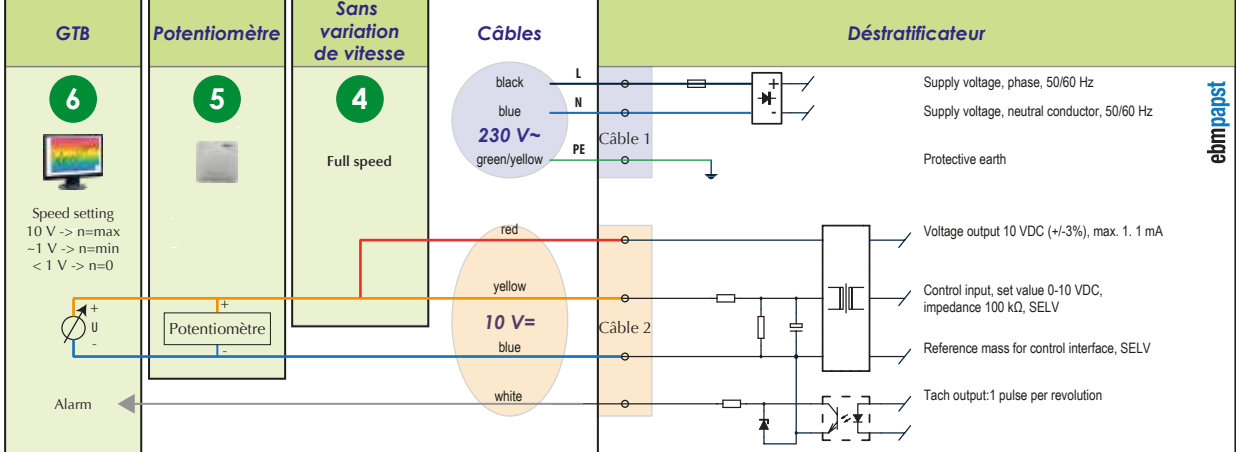 GTB
Potentiomètre
Sans
variation
de vitesse
Câbles
Déstratificateur
6
5
4
Full speed
Speed setting
10 V -> n=max
~1 V -> n=min
< 1 V -> n=0
+
U
-
+
Potentiomètre
-
Alarm
black
L
blue
N
230 V~
green/yellow
PE
Câble 1
+
-
Supply voltage, phase, 50/60 Hz
Supply voltage, neutral conductor, 50/60 Hz
Protective earth
ebmpapst
red
yellow
10 V=
blue
white
Câble 2
Voltage output 10 VDC (+/-3%), max. 1. 1 mA
Control input, set value 0-10 VDC,
impedance 100 kΩ, SELV
Reference mass for control interface, SELV
Tach output:1 pulse per revolution